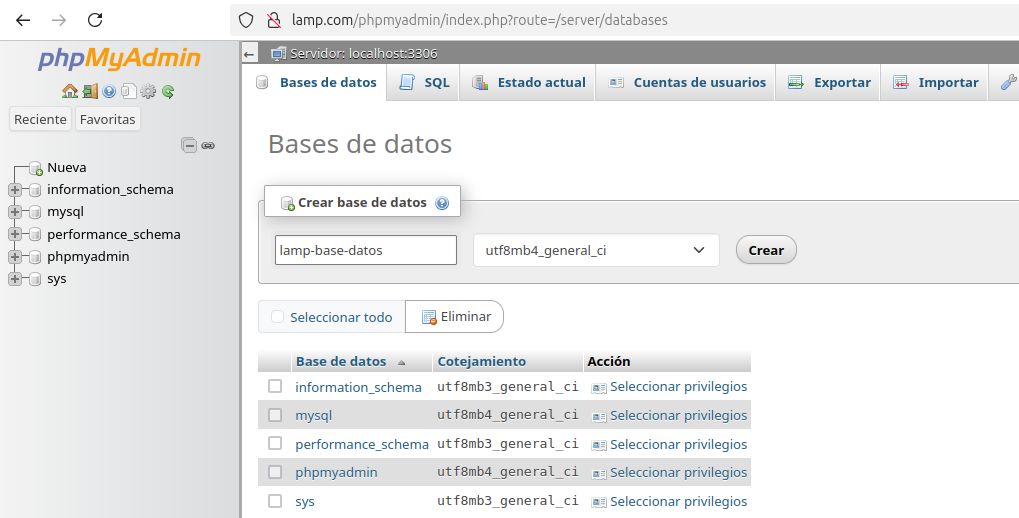 lamp.com/phpmyadmin/index.php?route=/server/databases
phpMyAdmin
Reciente Favoritas
Nueva
information_schema
mysql
performance_schema
phpmyadmin
sys
Servidor: localhost:3306
Bases de datos SQL Estado actual Cuentas de usuarios Exportar Importar
Bases de datos
Crear base de datos
lamp-base-datos utf8mb4_general_ci Crear
Seleccionar todo Eliminar
Base de datos Cotejamiento Acción
information_schema utf8mb3_general_ci Seleccionar privilegios
mysql utf8mb4_general_ci Seleccionar privilegios
performance_schema utf8mb3_general_ci Seleccionar privilegios
phpmyadmin utf8mb4_general_ci Seleccionar privilegios
sys utf8mb3_general_ci Seleccionar privilegios